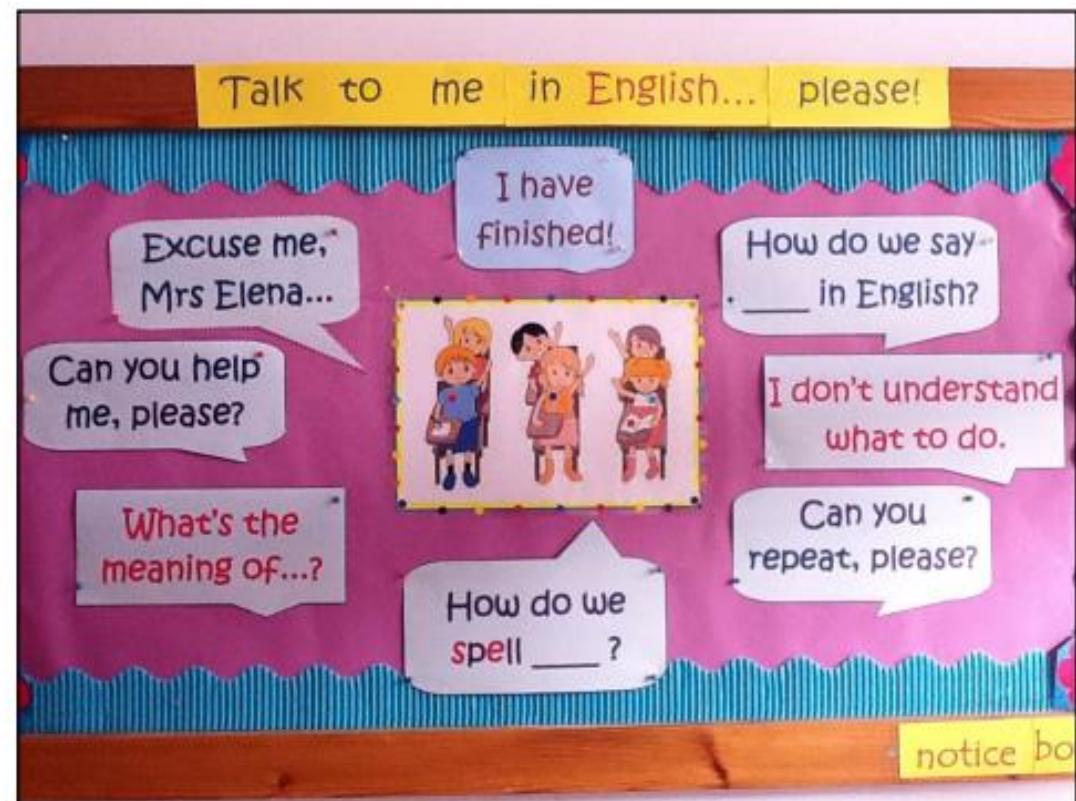 Talk to me in English... please!
I have
finished!
Excuse me,
Mrs Elena...
How do we say
____ in English?
Can you help
me, please?
I don't understand
what to do.
What's the
meaning of...?
Can you
repeat, please?
How do we
spell ____ ?
notice bo